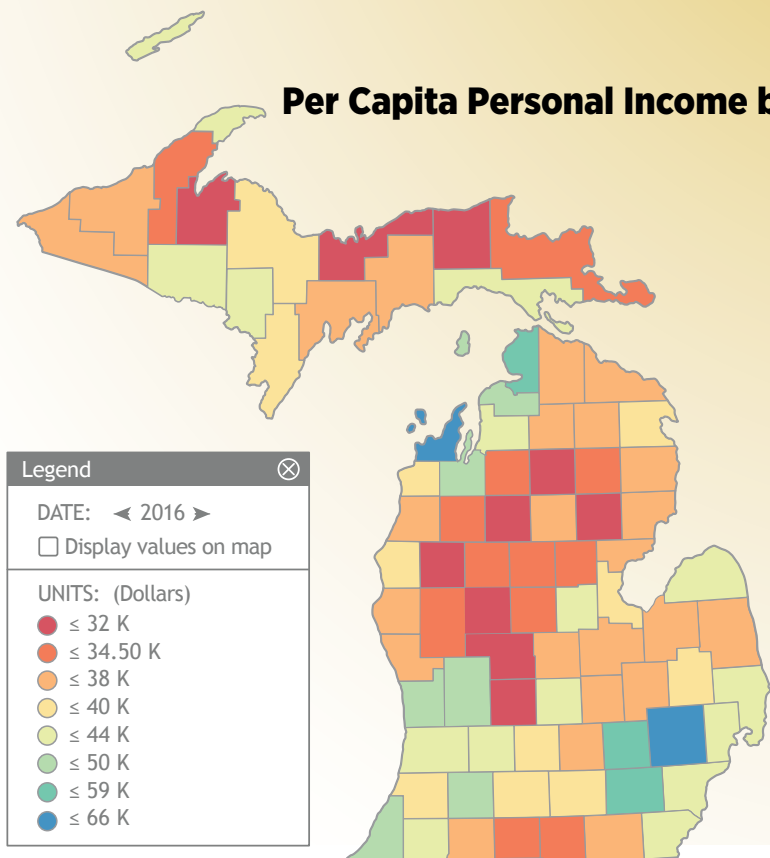 Per Capita Personal Income b
Legend
DATE: ◄ 2016 ➤
Display values on map
UNITS: (Dollars)
≤ 32 K
≤ 34.50 K
≤ 38 K
≤ 40 K
≤ 44 K
≤ 50 K
≤ 59 K
≤ 66 K